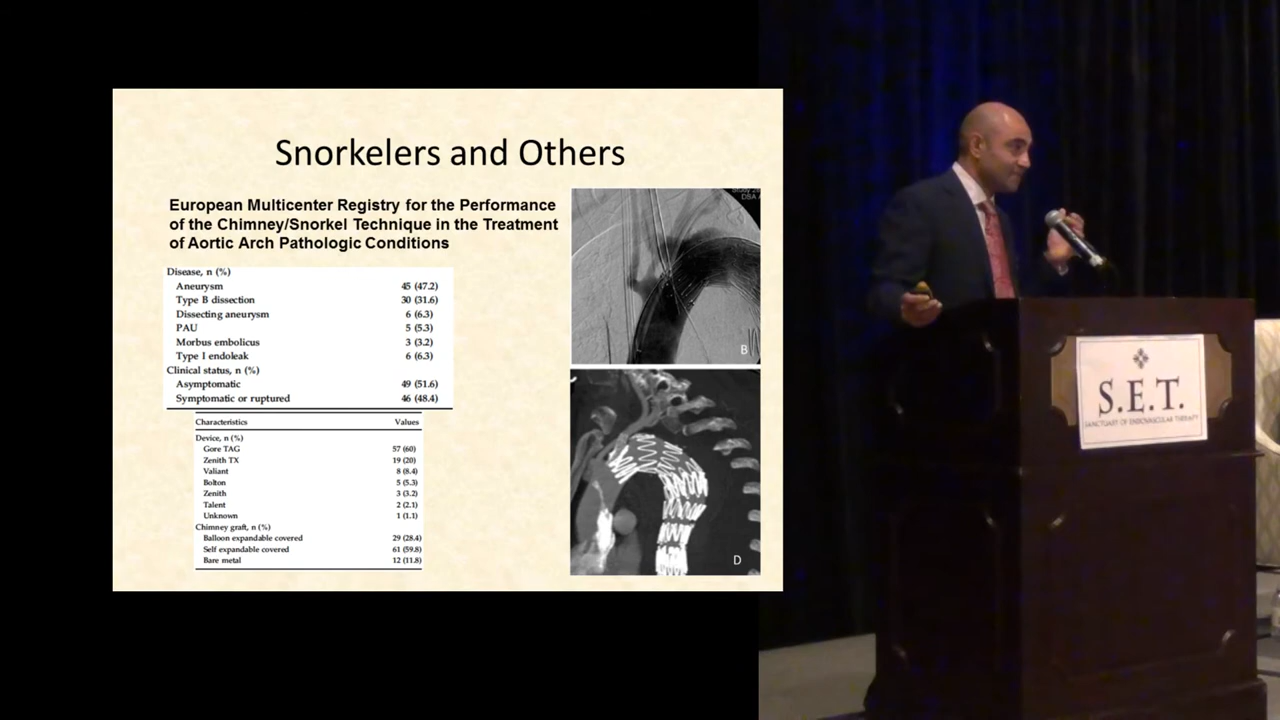 Snorkelers and Others
European Multicenter Registry for the Performance
of the Chimney/Snorkel Technique in the Treatment
of Aortic Arch Pathologic Conditions
Disease, n (%)
Aneurysm 45 (47.2)
Type B dissection 30 (31.6)
Dissecting aneurysm 6 (6.3)
PAU 5 (5.3)
Morbus embolicus 3 (3.2)
Type I endoleak 6 (6.3)
Clinical status, n (%)
Asymptomatic 49 (51.6)
Symptomatic or ruptured 46 (48.4)
Characteristics Values
Device, n (%)
Gore TAG 57 (60)
Zenith TX 19 (20)
Valiant 8 (8.4)
Bolton 5 (5.3)
Zenith 3 (3.2)
Talent 2 (2.1)
Unknown 1 (1.1)
Chimney graft, n (%)
Balloon expandable covered 29 (28.4)
Self expandable covered 61 (59.8)
Bare metal 12 (11.8)
DSA
B
D
S.E.T.
SANCTUARY OF ENDOVASCULAR THERAPY